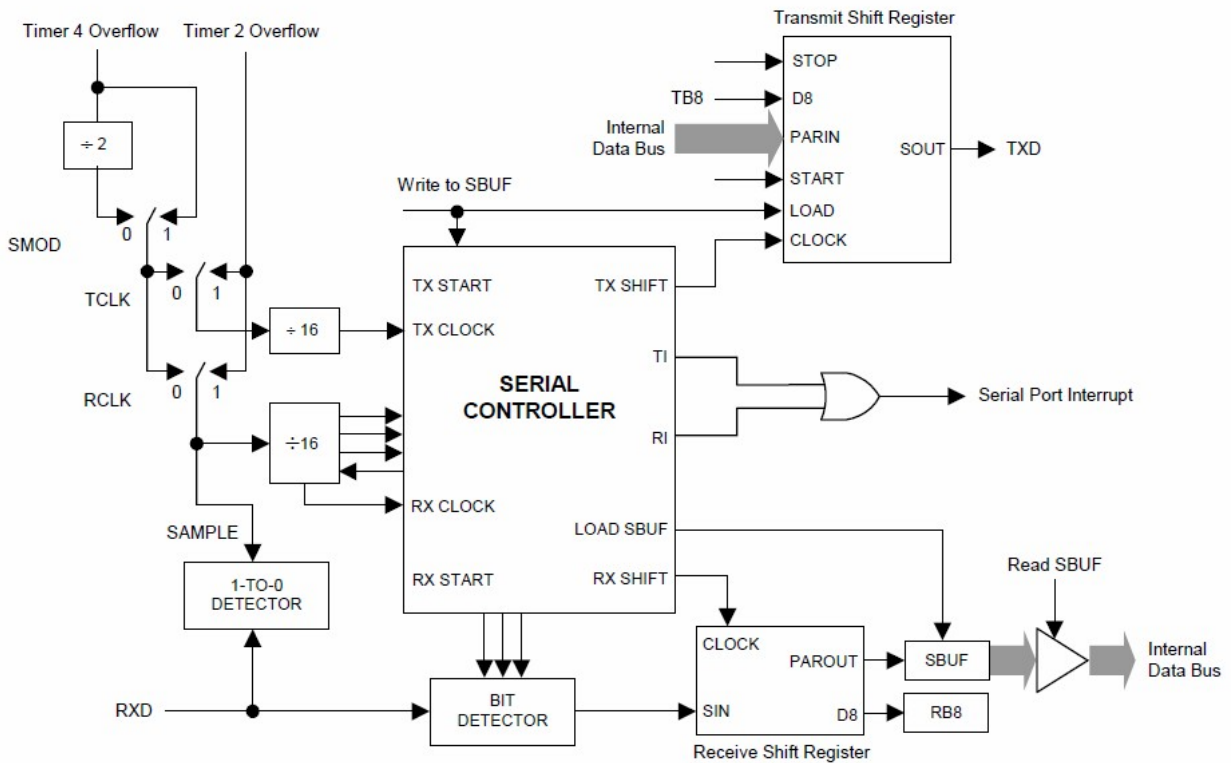 Timer 4 Overflow
Timer 2 Overflow
÷ 2
SMOD
0 1
TCLK
0 1
÷ 16
RCLK
0 1
÷16
SAMPLE
1-TO-0
DETECTOR
RXD
Write to SBUF
TX START
TX SHIFT
TX CLOCK
TI
SERIAL
CONTROLLER
RI
RX CLOCK
LOAD SBUF
RX START
RX SHIFT
BIT
DETECTOR
Transmit Shift Register
STOP
TB8
D8
Internal
Data Bus
PARIN
SOUT
TXD
START
LOAD
CLOCK
Serial Port Interrupt
Read SBUF
CLOCK
PAROUT
SBUF
Internal
Data Bus
SIN
D8
RB8
Receive Shift Register